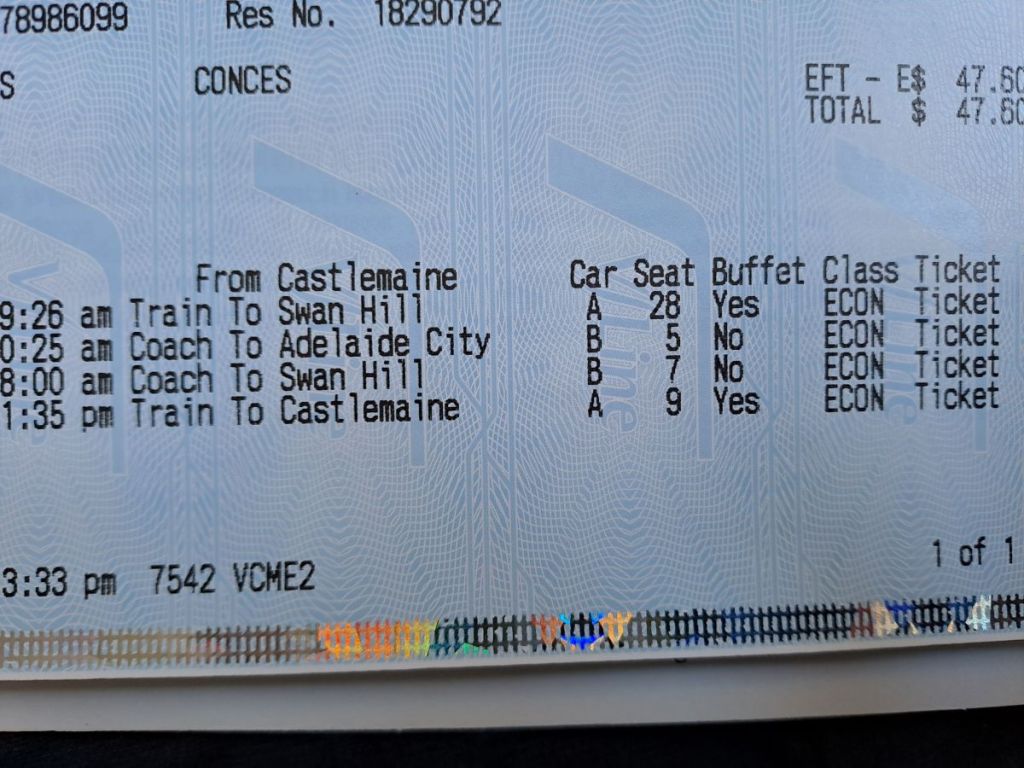 78986099 Res No. 18290792
S CONCES EFT - E$ 47.60
TOTAL $ 47.60
From Castlemaine Car Seat Buffet Class Ticket
9:26 am Train To Swan Hill A 28 Yes ECON Ticket
0:25 am Coach To Adelaide City B 5 No ECON Ticket
8:00 am Coach To Swan Hill B 7 No ECON Ticket
1:35 pm Train To Castlemaine A 9 Yes ECON Ticket
V/Line
V/Line
3:33 pm 7542 VCME2 1 of 1